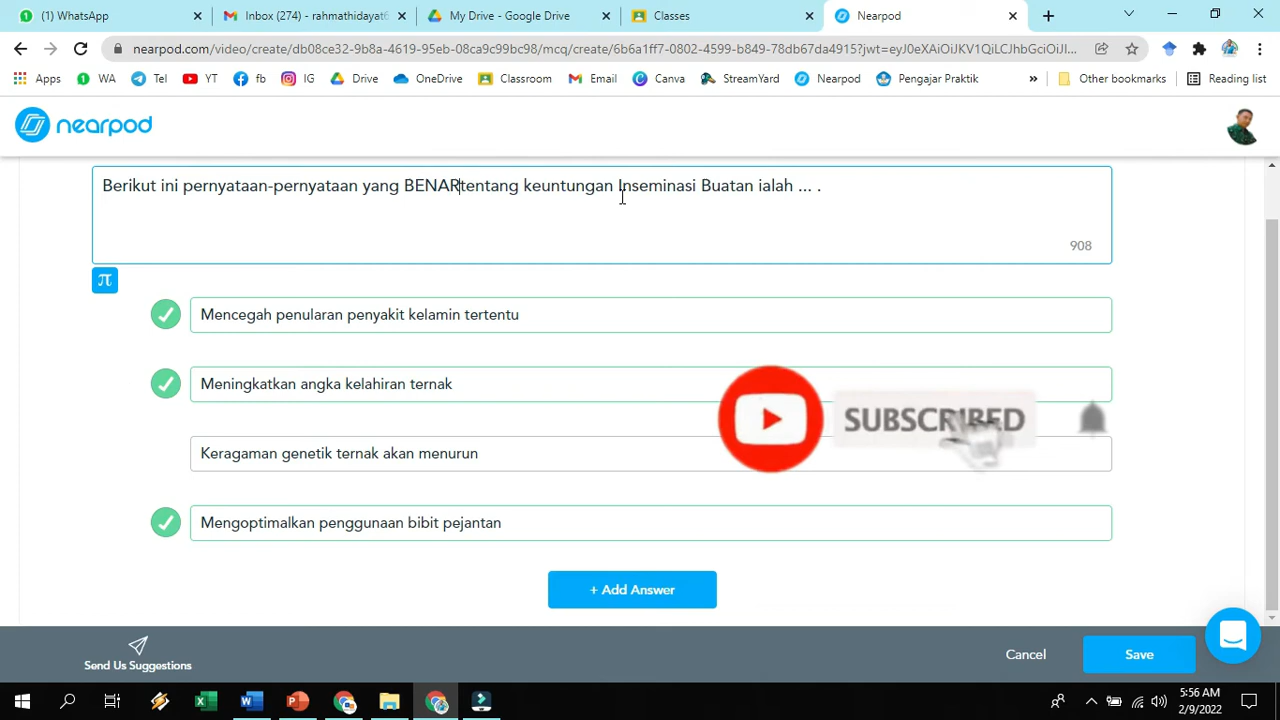 (1) WhatsApp
Inbox (274) - rahmathidayat6
My Drive - Google Drive
Classes
Nearpod
nearpod.com/video/create/db08ce32-9b8a-4619-95eb-08ca9c99bc98/mcq/create/6b6a1ff7-0802-4599-b849-78db67da4915?jwt=eyJ0eXAiOiJKV1QiLCJhbGciOiJI...
Apps WA Tel YT fb IG Drive OneDrive Classroom Email Canva StreamYard Nearpod Pengajar Praktik » Other bookmarks Reading list
nearpod
Berikut ini pernyataan-pernyataan yang BENARtentang keuntungan Inseminasi Buatan ialah ... .
908
π
Mencegah penularan penyakit kelamin tertentu
Meningkatkan angka kelahiran ternak
SUBSCRIBED
Keragaman genetik ternak akan menurun
Mengoptimalkan penggunaan bibit pejantan
+ Add Answer
Send Us Suggestions
Cancel
Save
5:56 AM
2/9/2022